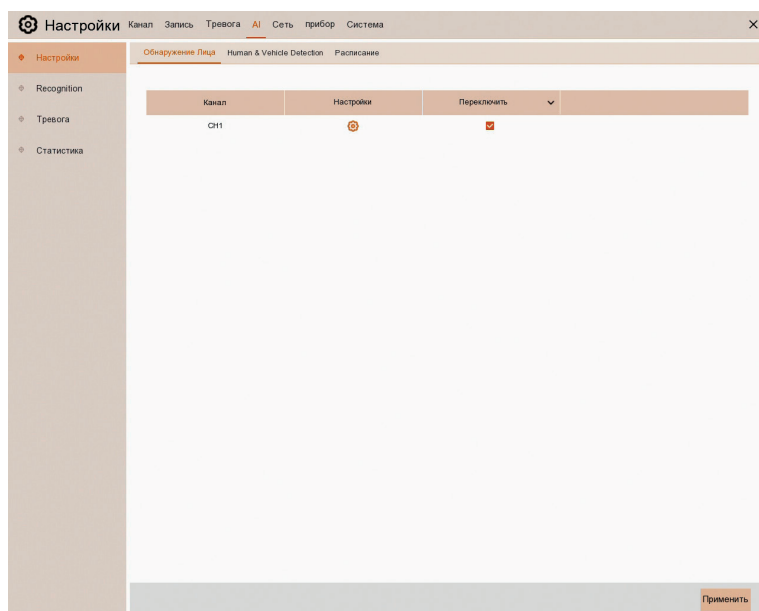 Настройки Канал Запись Тревога AI Сеть прибор Система
Настройки
Recognition
Тревога
Статистика
Обнаружение Лица Human & Vehicle Detection Расписание
Канал Настройки Переключить
CH1
Применить